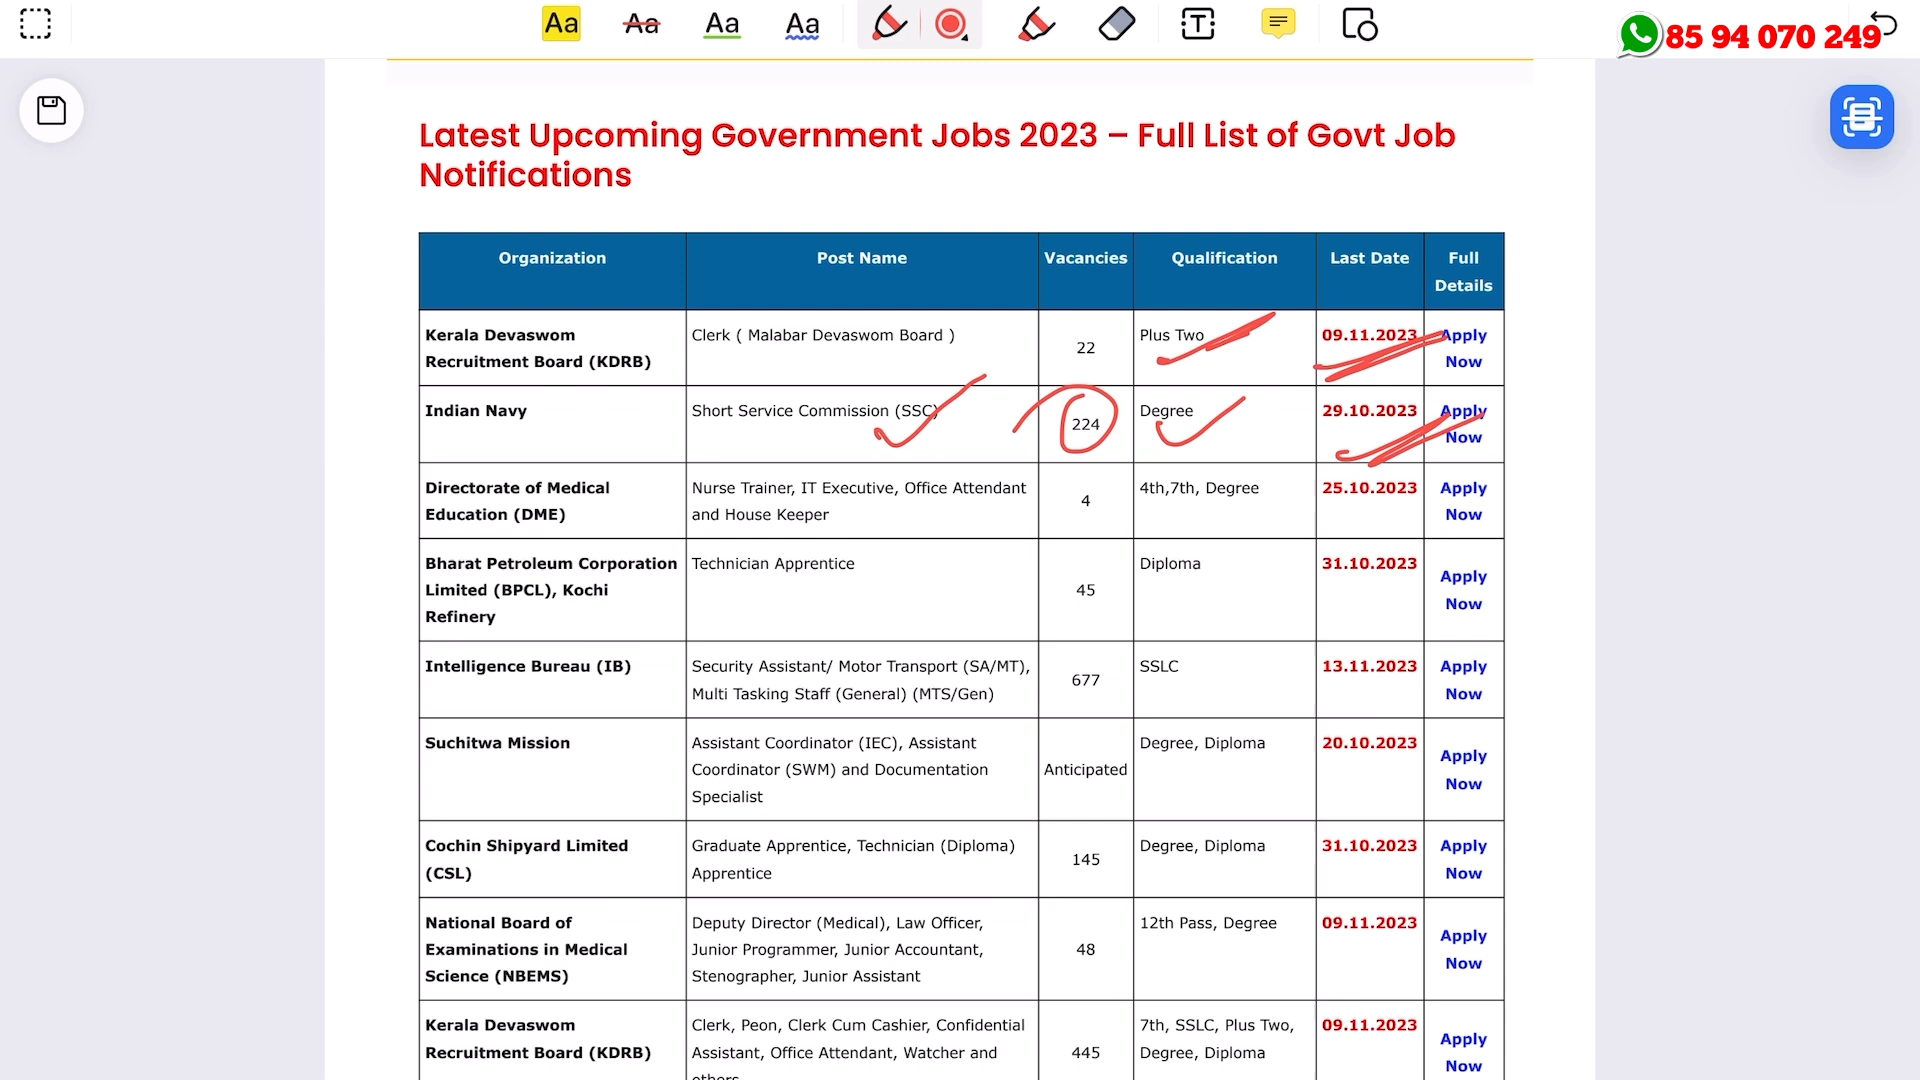 Aa Aa Aa Aa T
85 94 070 249
Latest Upcoming Government Jobs 2023 – Full List of Govt Job
Notifications
Organization Post Name Vacancies Qualification Last Date Full
Details
Kerala Devaswom Clerk ( Malabar Devaswom Board ) 22 Plus Two 09.11.2023 Apply
Recruitment Board (KDRB) Now
Indian Navy Short Service Commission (SSC) 224 Degree 29.10.2023 Apply
Now
Directorate of Medical Nurse Trainer, IT Executive, Office Attendant 4 4th,7th, Degree 25.10.2023 Apply
Education (DME) and House Keeper Now
Bharat Petroleum Corporation Technician Apprentice Diploma 31.10.2023
Limited (BPCL), Kochi 45 Apply
Refinery Now
Intelligence Bureau (IB) Security Assistant/ Motor Transport (SA/MT), 677 SSLC 13.11.2023 Apply
Multi Tasking Staff (General) (MTS/Gen) Now
Suchitwa Mission Assistant Coordinator (IEC), Assistant Degree, Diploma 20.10.2023 Apply
Coordinator (SWM) and Documentation Anticipated Now
Specialist
Cochin Shipyard Limited Graduate Apprentice, Technician (Diploma) 145 Degree, Diploma 31.10.2023 Apply
(CSL) Apprentice Now
National Board of Deputy Director (Medical), Law Officer, 12th Pass, Degree 09.11.2023 Apply
Examinations in Medical Junior Programmer, Junior Accountant, 48 Now
Science (NBEMS) Stenographer, Junior Assistant
Kerala Devaswom Clerk, Peon, Clerk Cum Cashier, Confidential 7th, SSLC, Plus Two, 09.11.2023 Apply
Recruitment Board (KDRB) Assistant, Office Attendant, Watcher and 445 Degree, Diploma Now
others